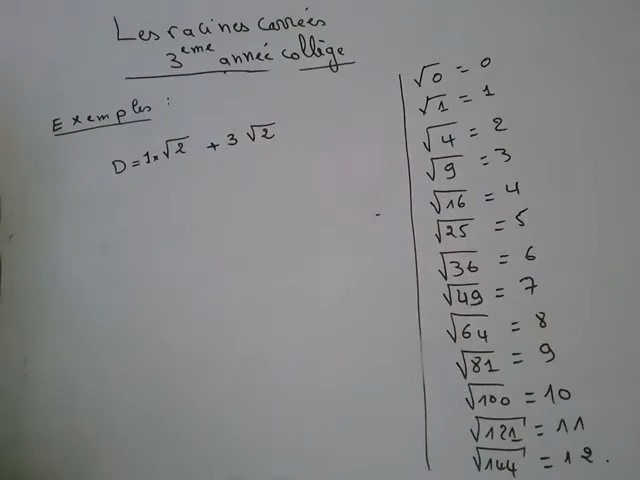 Les racines carrées
3eme année collège
Exemples :
D = 1 × √2 + 3 √2
√0 = 0
√1 = 1
√4 = 2
√9 = 3
√16 = 4
√25 = 5
√36 = 6
√49 = 7
√64 = 8
√81 = 9
√100 = 10
√121 = 11
√144 = 12.